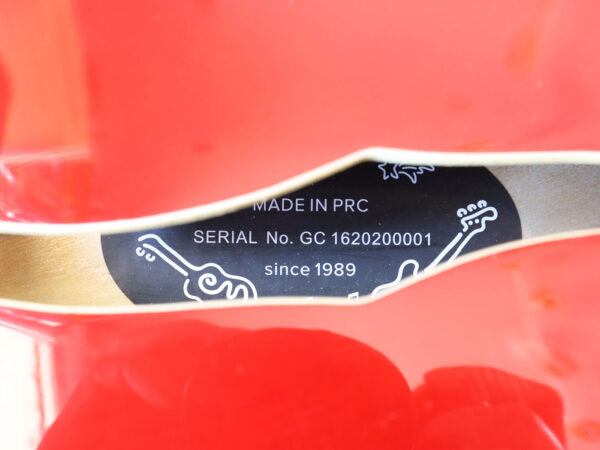 MADE IN PRC
SERIAL No. GC 1620200001
since 1989